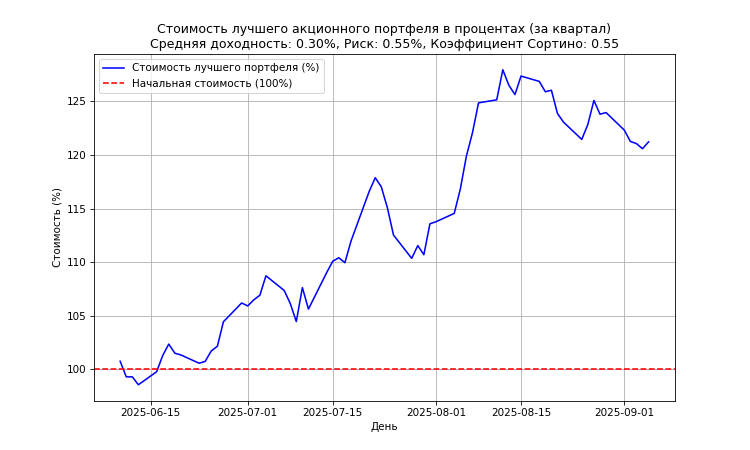 Стоимость лучшего акционного портфеля в процентах (за квартал)
Средняя доходность: 0.30%, Риск: 0.55%, Коэффициент Сортино: 0.55
Стоимость лучшего портфеля (%)
Начальная стоимость (100%)
Стоимость (%)
125
120
115
110
105
100
2025-06-15
2025-07-01
2025-07-15
2025-08-01
2025-08-15
2025-09-01
День